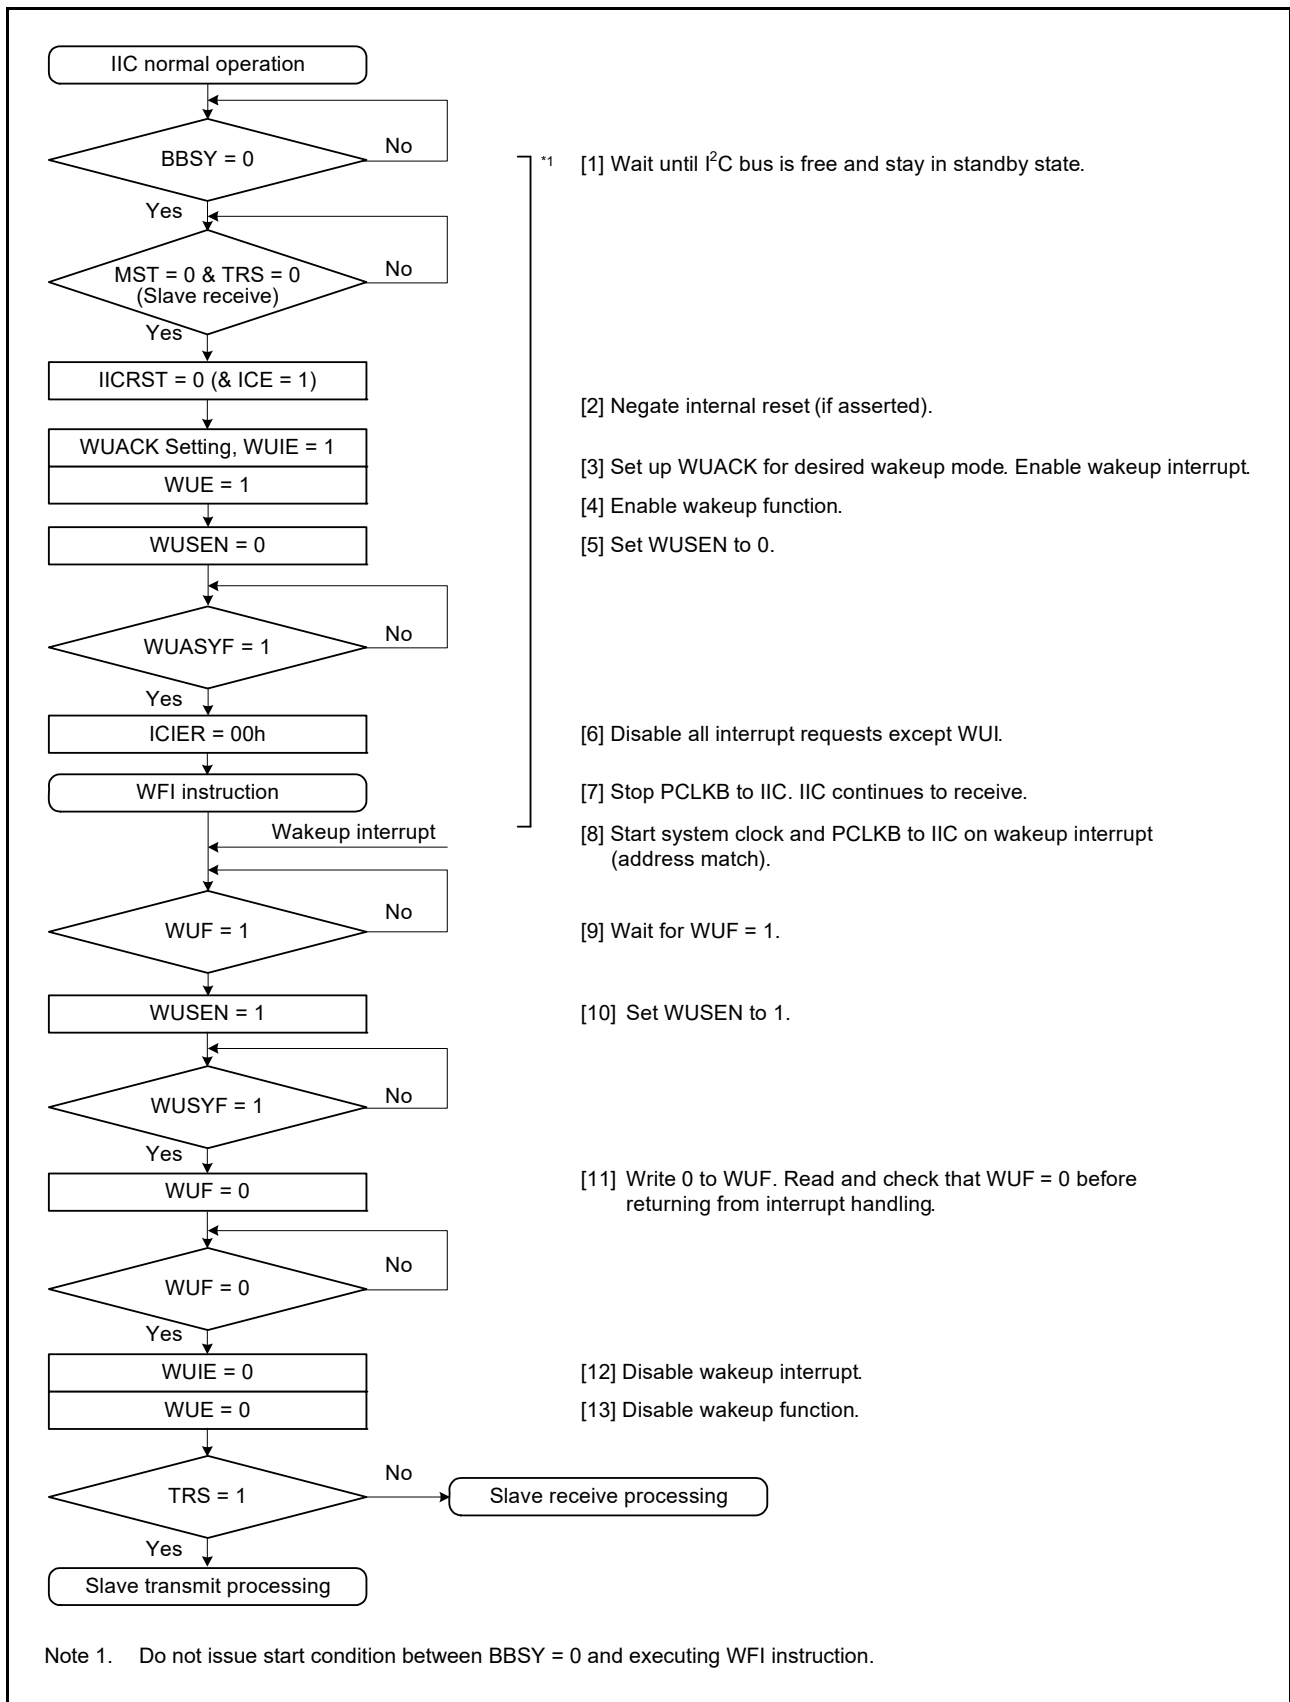 IIC normal operation
BBSY = 0
No
*1
[1] Wait until I²C bus is free and stay in standby state.
Yes
MST = 0 & TRS = 0
(Slave receive)
No
Yes
IICRST = 0 (& ICE = 1)
[2] Negate internal reset (if asserted).
WUACK Setting, WUIE = 1
[3] Set up WUACK for desired wakeup mode. Enable wakeup interrupt.
WUE = 1
[4] Enable wakeup function.
WUSEN = 0
[5] Set WUSEN to 0.
WUASYF = 1
No
Yes
ICIER = 00h
[6] Disable all interrupt requests except WUI.
WFI instruction
[7] Stop PCLKB to IIC. IIC continues to receive.
Wakeup interrupt
[8] Start system clock and PCLKB to IIC on wakeup interrupt
(address match).
WUF = 1
No
[9] Wait for WUF = 1.
WUSEN = 1
[10] Set WUSEN to 1.
WUSYF = 1
No
Yes
WUF = 0
[11] Write 0 to WUF. Read and check that WUF = 0 before
returning from interrupt handling.
WUF = 0
No
Yes
WUIE = 0
[12] Disable wakeup interrupt.
WUE = 0
[13] Disable wakeup function.
TRS = 1
No
Slave receive processing
Yes
Slave transmit processing
Note 1. Do not issue start condition between BBSY = 0 and executing WFI instruction.